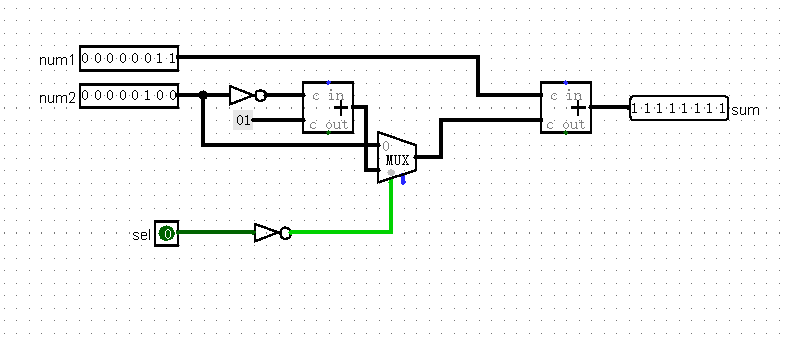 num1 0 0 0 0 0 0 1 1
num2 0 0 0 0 0 1 0 0
c in
+
c out
01
0
MUX
c in
+
c out
1 1 1 1 1 1 1 1 sum
sel 0